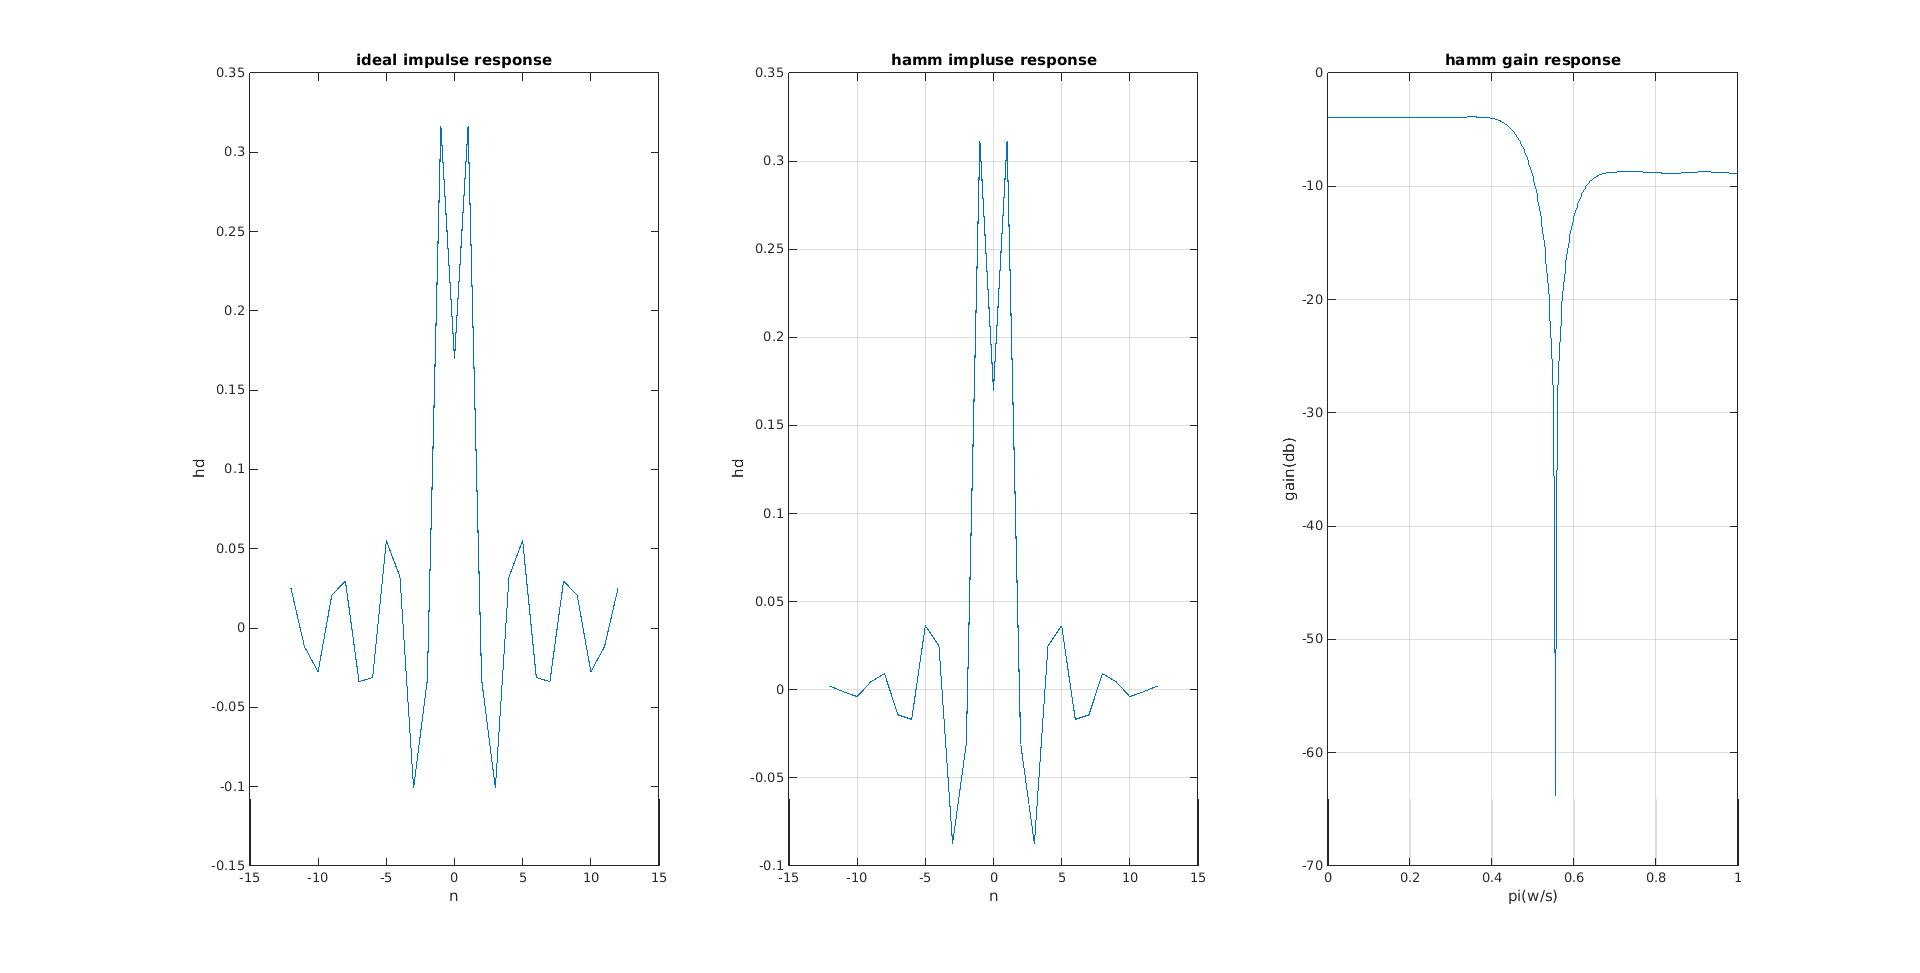 ideal impulse response
0.35
0.3
0.25
0.2
0.15
0.1
0.05
0
-0.05
-0.1
-0.15
hd
-15 -10 -5 0 5 10 15
n
hamm impluse response
0.35
0.3
0.25
0.2
0.15
0.1
0.05
0
-0.05
-0.1
hd
-15 -10 -5 0 5 10 15
n
hamm gain response
0
-10
-20
-30
-40
-50
-60
-70
gain(db)
0 0.2 0.4 0.6 0.8 1
pi(w/s)